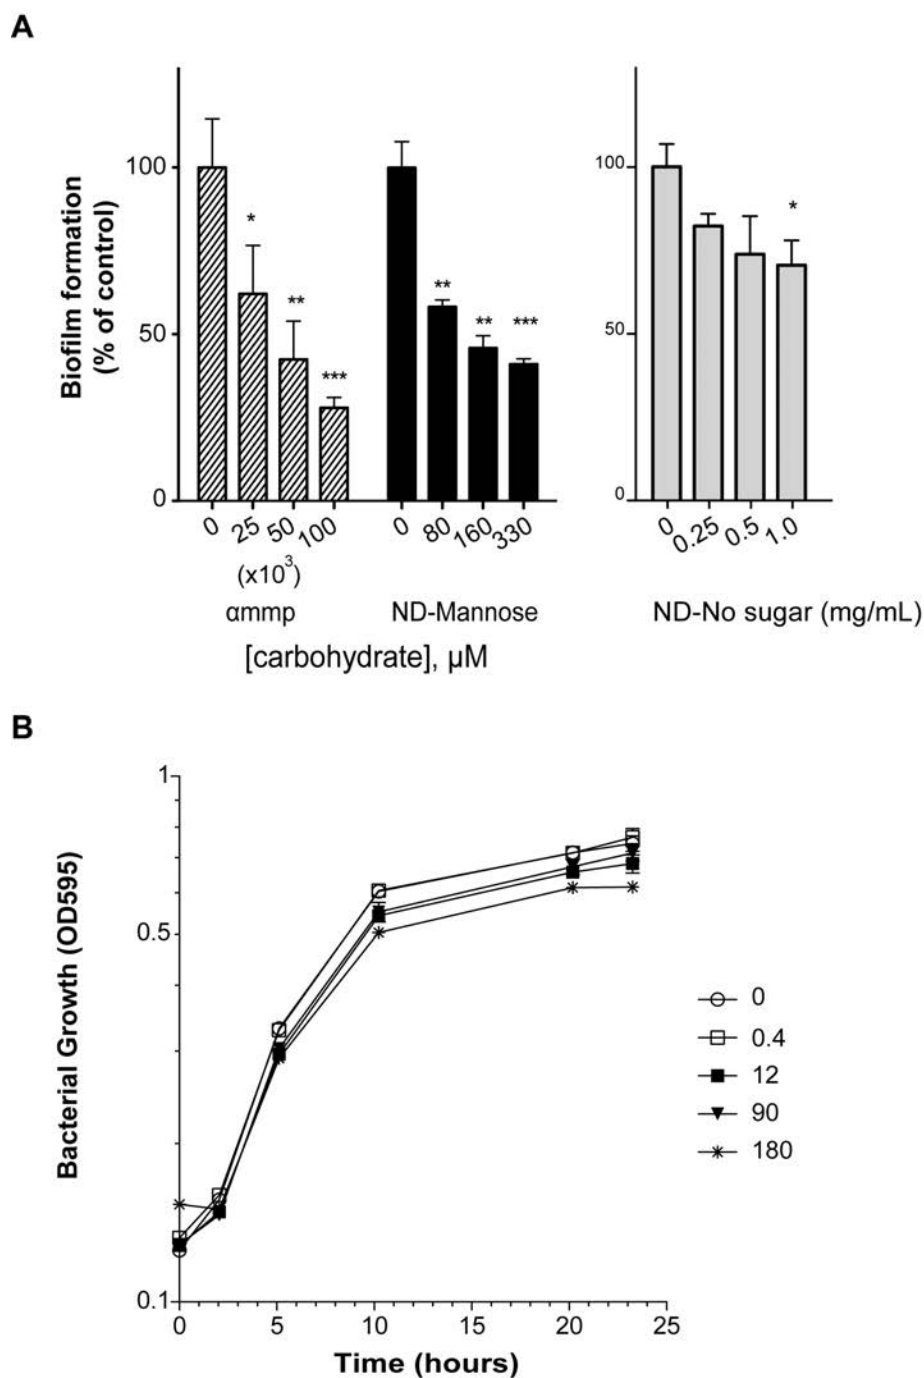 A
Biofilm formation
(% of control)
100
50
0
*
**
***
**
**
***
0 25 50 100
(x10³)
αmmp
0 80 160 330
ND-Mannose
[carbohydrate], μM
100
50
0
*
0 0.25 0.5 1.0
ND-No sugar (mg/mL)
B
Bacterial Growth (OD595)
1
0.5
0.1
0 5 10 15 20 25
Time (hours)
0
0.4
12
90
180